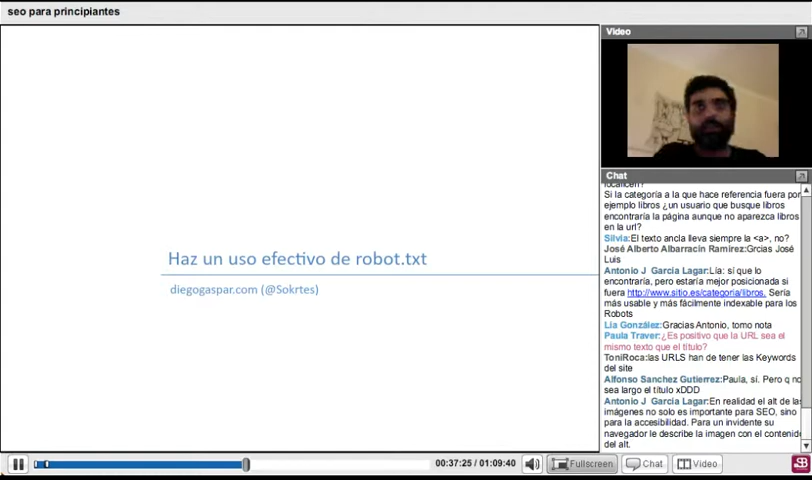 seo para principiantes
Haz un uso efectivo de robot.txt
diegogaspar.com (@Sokrtes)
Video
Chat
localicen?
Si la categoría a la que hace referencia fuera por
ejemplo libros ¿un usuario que busque libros
encontraría la página aunque no aparezca libros
en la url?
Silvia:El texto ancla lleva siempre la <a>, no?
José Alberto Albarracín Ramírez:Grcias José
Luis
Antonio J García Lagar:Lía: sí que lo
encontraría, pero estaría mejor posicionada si
fuera http://www.sitio.es/categoria/libros. Sería
más usable y más fácilmente indexable para los
Robots
Lia González:Gracias Antonio, tomo nota
Paula Traver:¿Es positivo que la URL sea el
mismo texto que el título?
ToniRoca:las URLS han de tener las Keywords
del site
Alfonso Sanchez Gutierrez:Paula, sí. Pero q no
sea largo el título xDDD
Antonio J García Lagar:En realidad el alt de las
imágenes no solo es importante para SEO, sino
para la accesibilidad. Para un invidente su
navegador le describe la imagen con el contenido
del alt.
00:37:25 / 01:09:40
Fullscreen
Chat
Video